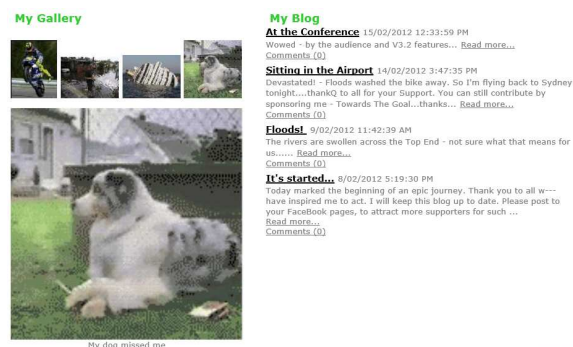 My Gallery
My dog missed me
My Blog
At the Conference 15/02/2012 12:33:59 PM
Wowed - by the audience and V3.2 features... Read more...
Comments (0)
Sitting in the Airport 14/02/2012 3:47:35 PM
Devastated! - Floods washed the bike away. So I'm flying back to Sydney
tonight....thankQ to all for your Support. You can still contribute by
sponsoring me - Towards The Goal...thanks... Read more...
Comments (0)
Floods! 9/02/2012 11:42:39 AM
The rivers are swollen across the Top End - not sure what that means for
us...... Read more...
Comments (0)
It's started... 8/02/2012 5:19:30 PM
Today marked the beginning of an epic journey. Thank you to all w---
have inspired me to act. I will keep this blog up to date. Please post to
your FaceBook pages, to attract more supporters for such ...
Read more...
Comments (0)